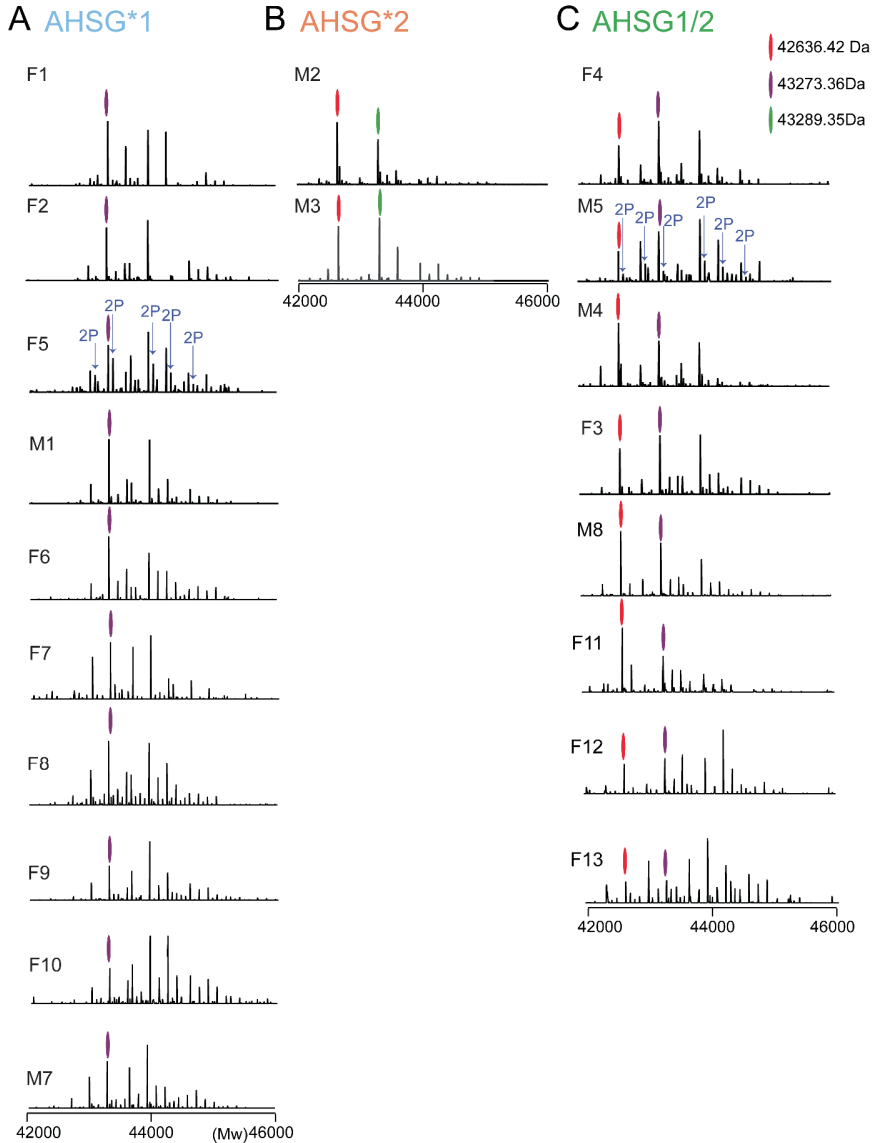 A AHSG*1
F1
F2
F5
2P 2P 2P 2P 2P
M1
F6
F7
F8
F9
F10
M7
42000 44000 (Mw) 46000
B AHSG*2
M2
M3
42000 44000 46000
C AHSG1/2
42636.42 Da
43273.36Da
43289.35Da
F4
M5
2P 2P 2P 2P 2P 2P
M4
F3
M8
F11
F12
F13
42000 44000 46000